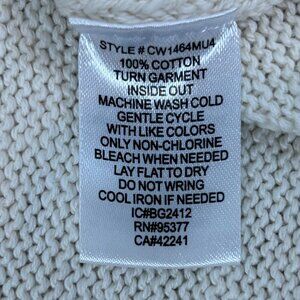 STYLE # CW1464MU4
100% COTTON
TURN GARMENT
INSIDE OUT
MACHINE WASH COLD
GENTLE CYCLE
WITH LIKE COLORS
ONLY NON-CHLORINE
BLEACH WHEN NEEDED
LAY FLAT TO DRY
DO NOT WRING
COOL IRON IF NEEDED
IC#BG2412
RN#95377
CA#42241